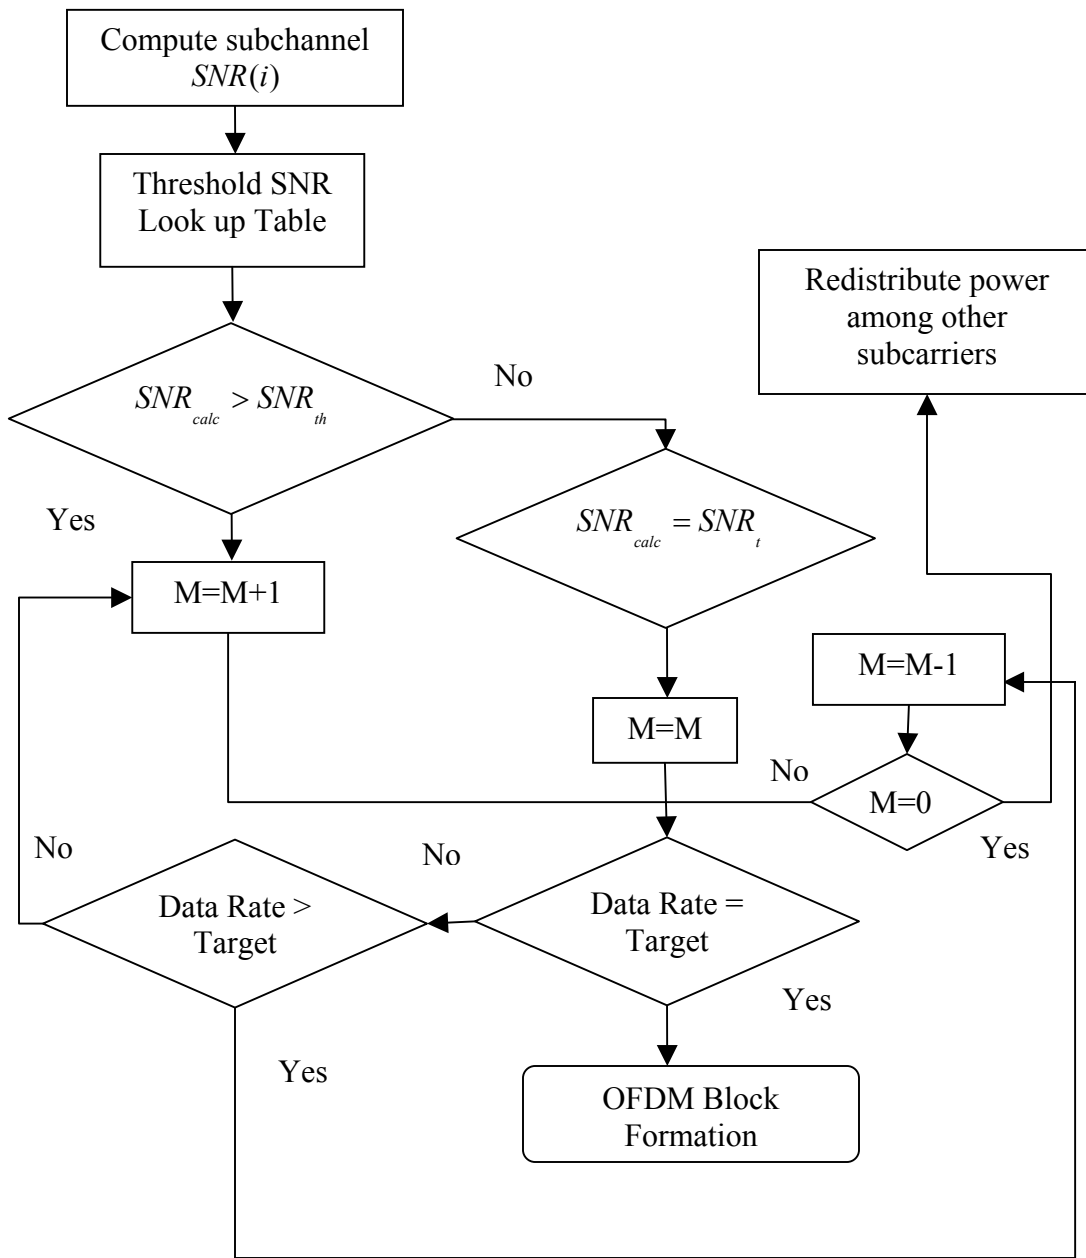 Compute subchannel
SNR(i)
Threshold SNR
Look up Table
Redistribute power
among other
subcarriers
No
SNR_calc > SNR_th
Yes
SNR_calc = SNR_t
M=M+1
M=M-1
M=M
No
M=0
Yes
No
No
Data Rate >
Target
Data Rate =
Target
Yes
Yes
OFDM Block
Formation